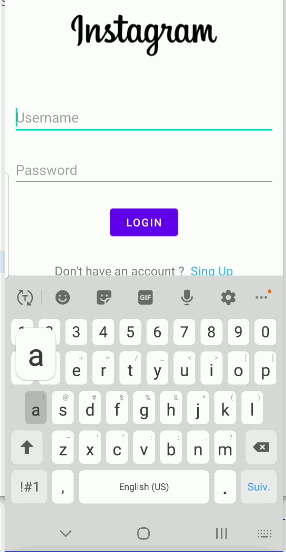 Instagram
Username
Password
LOGIN
Don't have an account ? Sing Up
GIF
1 2 3 4 5 6 7 8 9 0
a e r t y u i o p
a s d f g h j k l
z x c v b n m
!#1 , English (US) . Suiv.